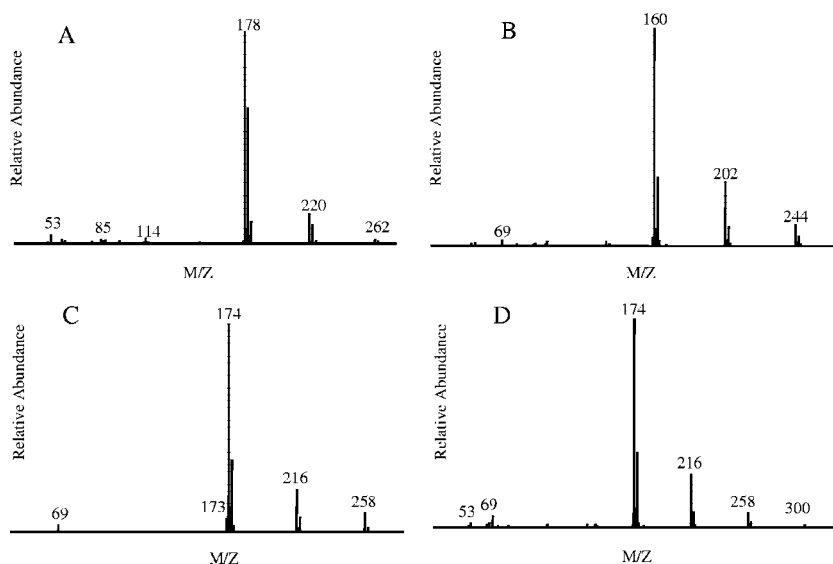 A
178
53
85
114
220
262
Relative Abundance
M/Z
B
160
69
202
244
Relative Abundance
M/Z
C
174
69
173
216
258
Relative Abundance
M/Z
D
174
53
69
216
258
300
Relative Abundance
M/Z